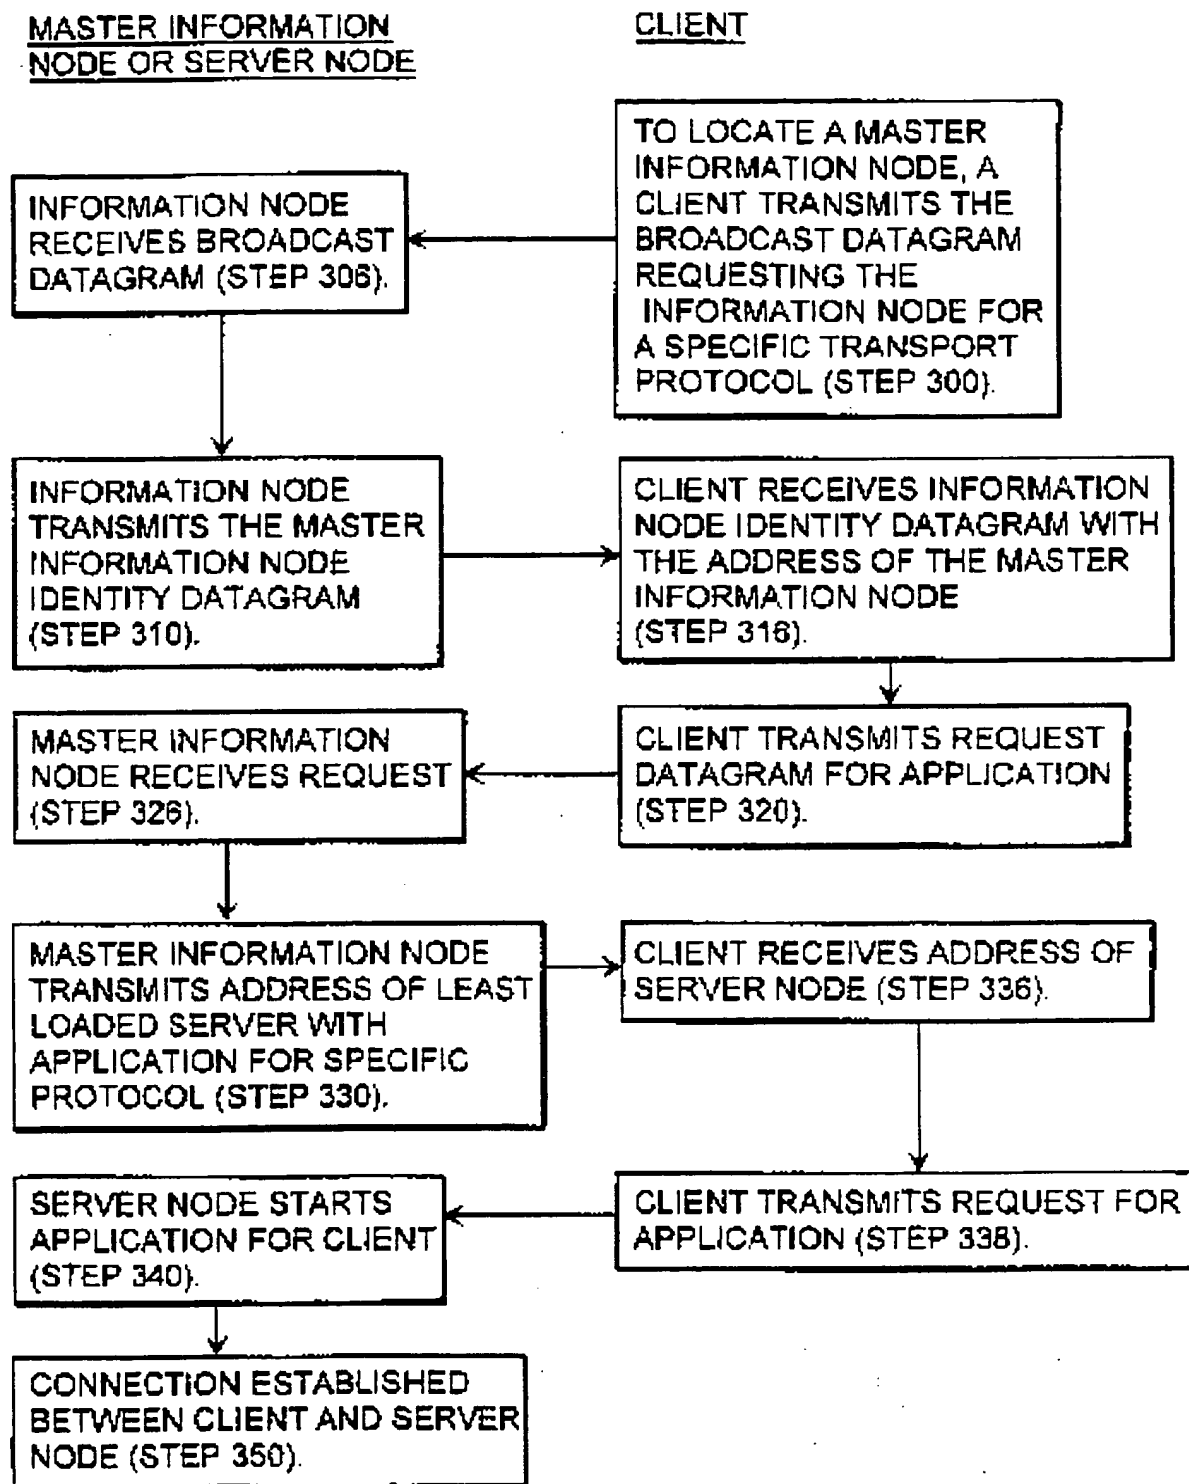 MASTER INFORMATION
NODE OR SERVER NODE
CLIENT
TO LOCATE A MASTER
INFORMATION NODE, A
CLIENT TRANSMITS THE
BROADCAST DATAGRAM
REQUESTING THE
INFORMATION NODE FOR
A SPECIFIC TRANSPORT
PROTOCOL (STEP 300).
INFORMATION NODE
RECEIVES BROADCAST
DATAGRAM (STEP 306).
INFORMATION NODE
TRANSMITS THE MASTER
INFORMATION NODE
IDENTITY DATAGRAM
(STEP 310).
CLIENT RECEIVES INFORMATION
NODE IDENTITY DATAGRAM WITH
THE ADDRESS OF THE MASTER
INFORMATION NODE
(STEP 316).
CLIENT TRANSMITS REQUEST
DATAGRAM FOR APPLICATION
(STEP 320).
MASTER INFORMATION
NODE RECEIVES REQUEST
(STEP 326).
MASTER INFORMATION NODE
TRANSMITS ADDRESS OF LEAST
LOADED SERVER WITH
APPLICATION FOR SPECIFIC
PROTOCOL (STEP 330).
CLIENT RECEIVES ADDRESS OF
SERVER NODE (STEP 336).
CLIENT TRANSMITS REQUEST FOR
APPLICATION (STEP 338).
SERVER NODE STARTS
APPLICATION FOR CLIENT
(STEP 340).
CONNECTION ESTABLISHED
BETWEEN CLIENT AND SERVER
NODE (STEP 350).